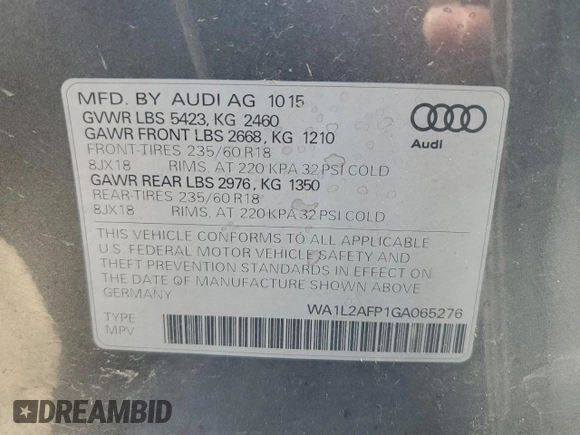 MFD. BY AUDI AG 10 15
GVWR LBS 5423, KG 2460
GAWR FRONT LBS 2668, KG 1210
FRONT-TIRES 235/60 R18
8JX18 RIMS, AT 220 KPA 32 PSI COLD
GAWR REAR LBS 2976, KG 1350
REAR-TIRES 235/60 R18
8JX18 RIMS, AT 220 KPA 32 PSI COLD
Audi
THIS VEHICLE CONFORMS TO ALL APPLICABLE
U.S. FEDERAL MOTOR VEHICLE SAFETY AND
THEFT PREVENTION STANDARDS IN EFFECT ON
THE DATE OF MANUFACTURE SHOWN ABOVE
WA1L2AFP1GA065276
TYPE
MPV
DREAMBID